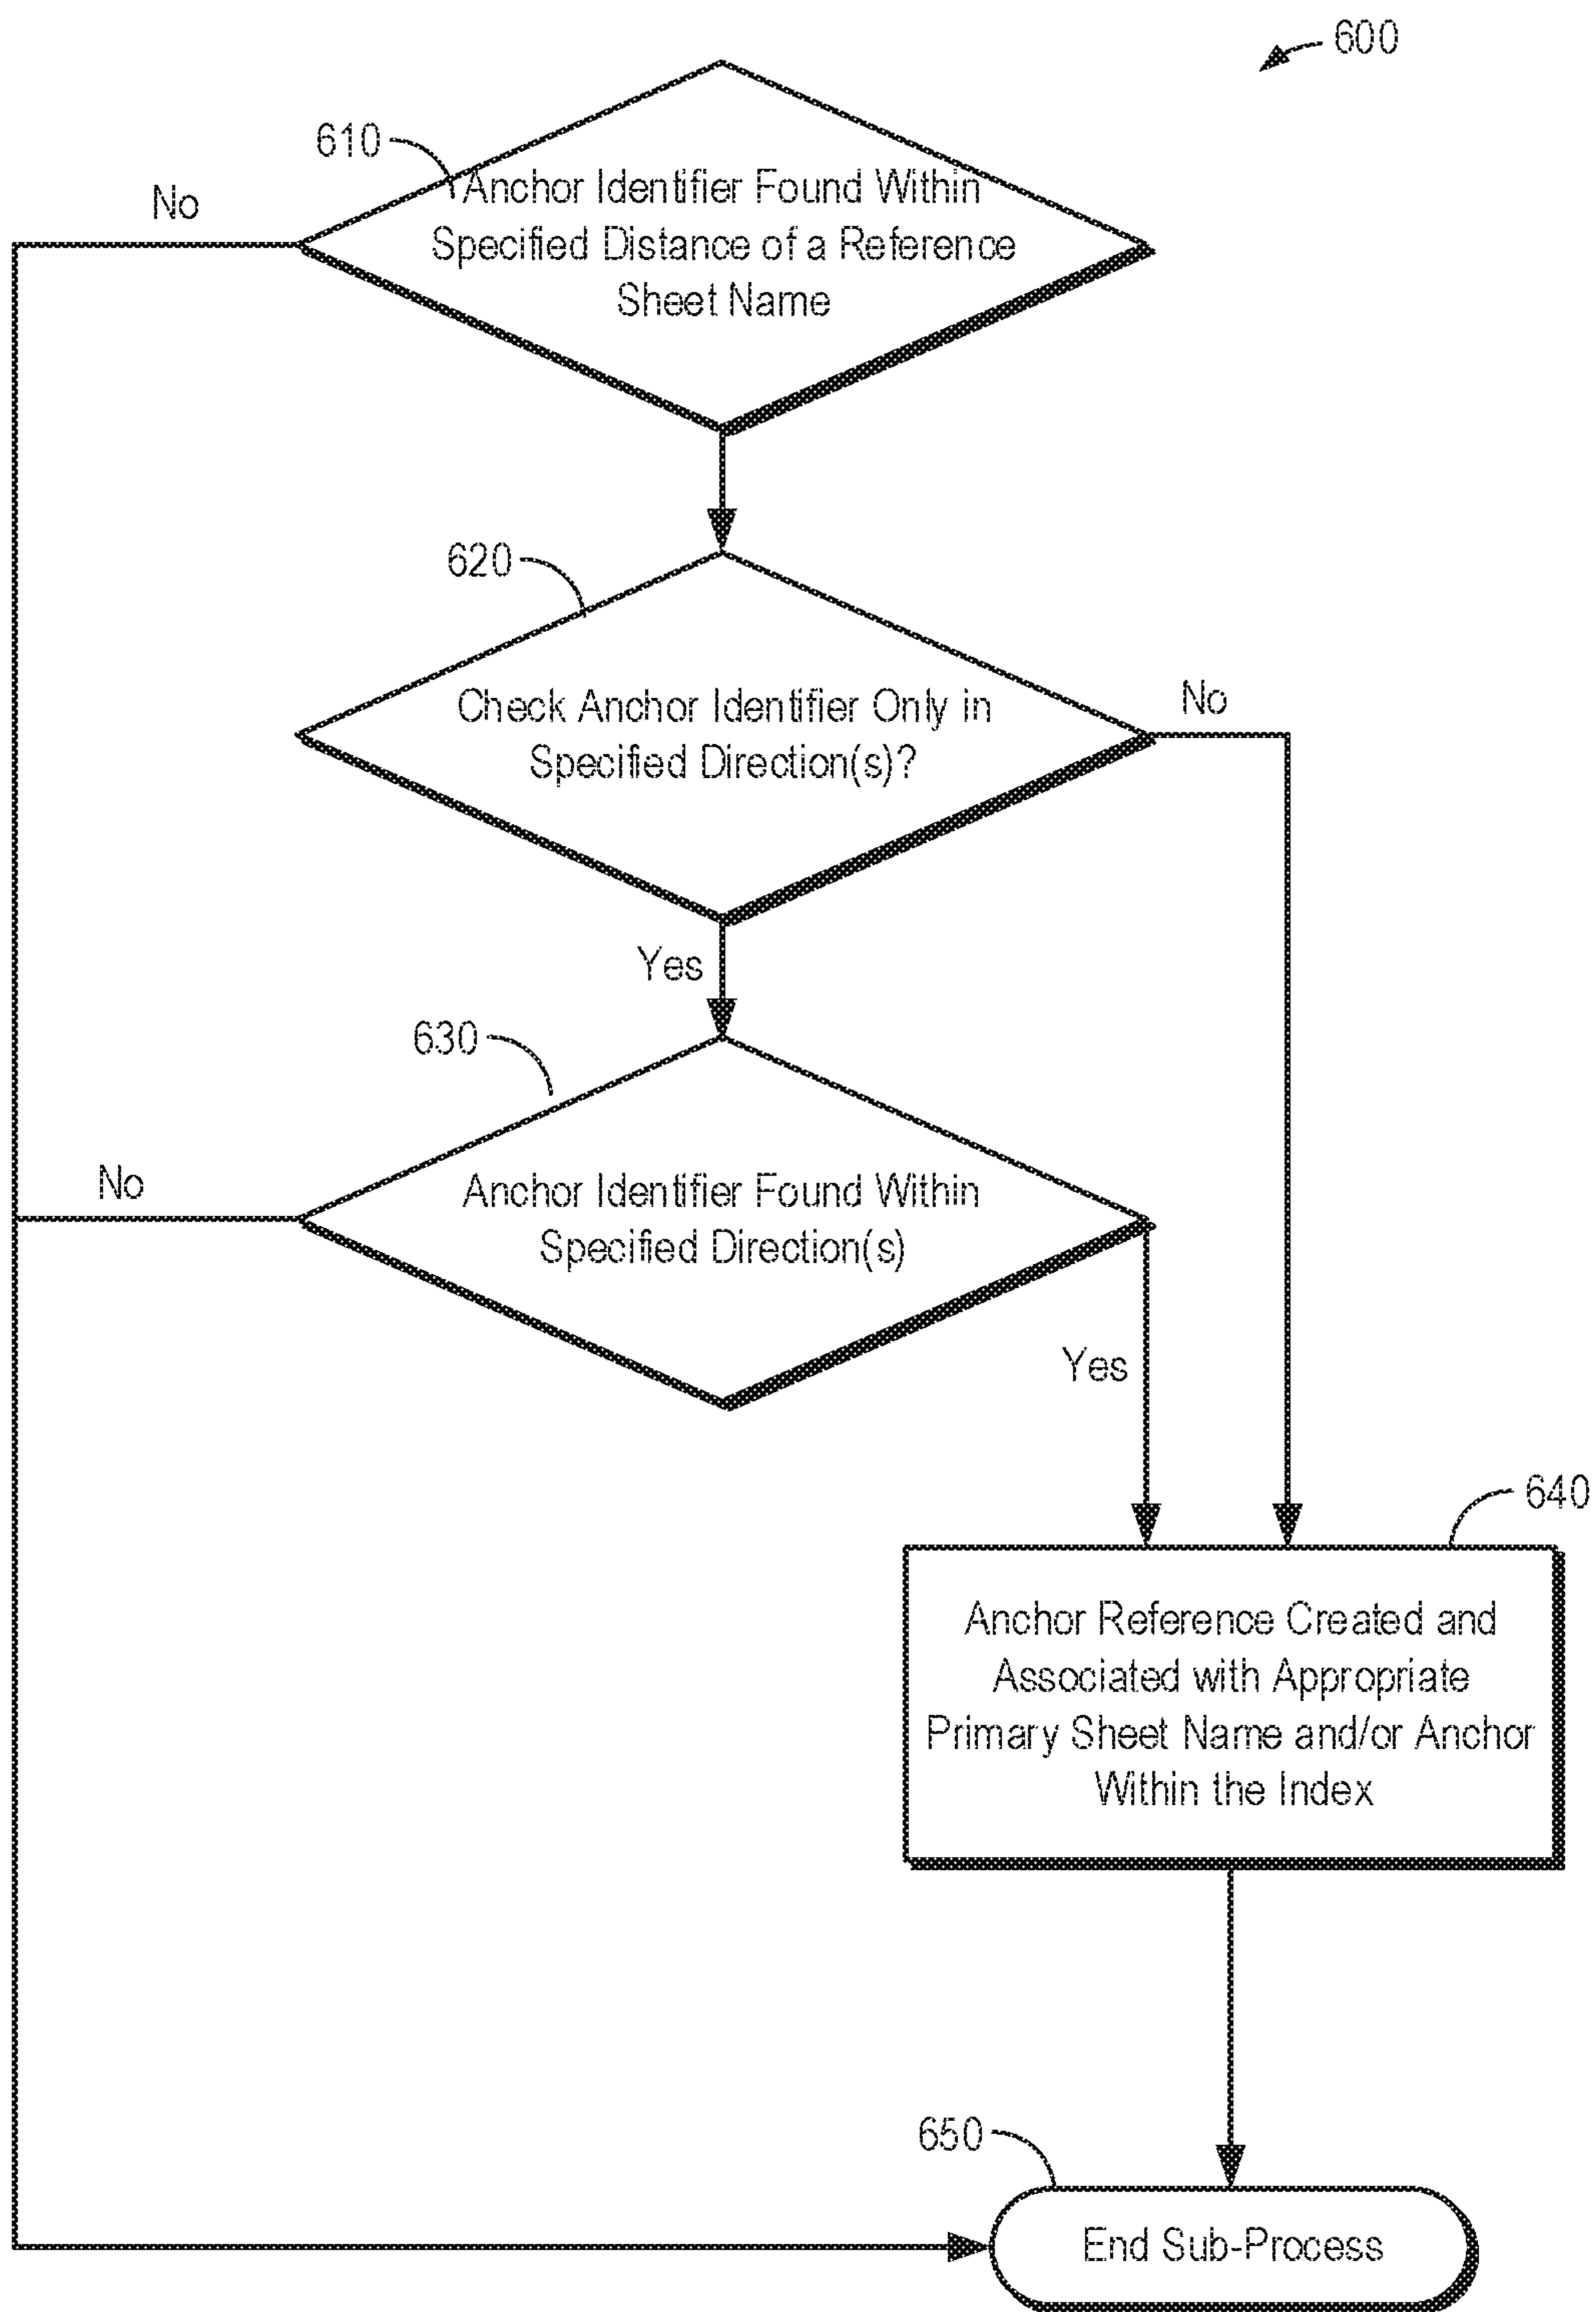 600
610
No
Anchor Identifier Found Within
Specified Distance of a Reference
Sheet Name
620
Check Anchor Identifier Only in
Specified Direction(s)?
No
Yes
630
No
Anchor Identifier Found Within
Specified Direction(s)
Yes
640
Anchor Reference Created and
Associated with Appropriate
Primary Sheet Name and/or Anchor
Within the Index
650
End Sub-Process